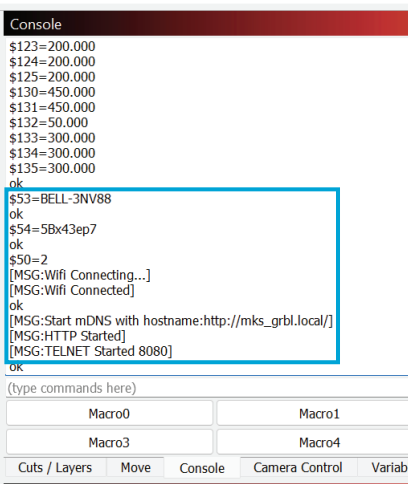 Console
$123=200.000
$124=200.000
$125=200.000
$130=450.000
$131=450.000
$132=50.000
$133=300.000
$134=300.000
$135=300.000
ok
$53=BELL-3NV88
ok
$54=5Bx43ep7
ok
$50=2
[MSG:Wifi Connecting...]
[MSG:Wifi Connected]
ok
[MSG:Start mDNS with hostname:http://mks_grbl.local/]
[MSG:HTTP Started]
[MSG:TELNET Started 8080]
ok
(type commands here)
Macro0 Macro1
Macro3 Macro4
Cuts / Layers Move Console Camera Control Variab